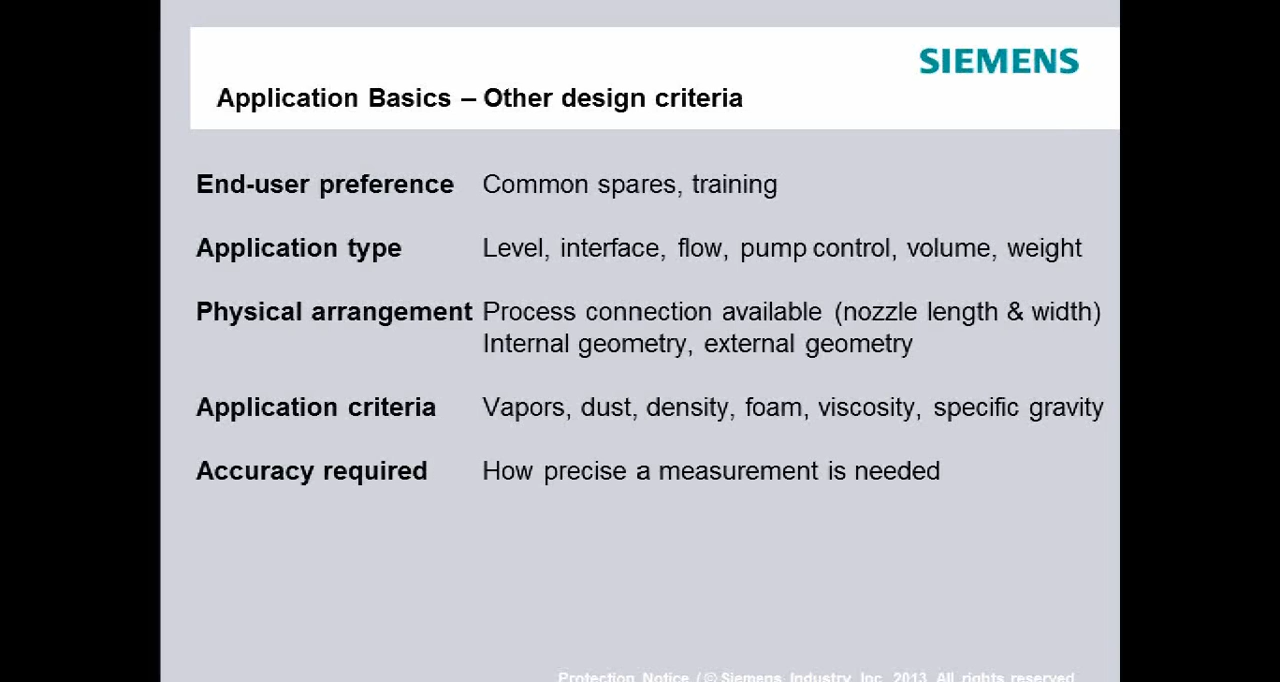 SIEMENS
Application Basics – Other design criteria
End-user preference Common spares, training
Application type Level, interface, flow, pump control, volume, weight
Physical arrangement Process connection available (nozzle length & width)
Internal geometry, external geometry
Application criteria Vapors, dust, density, foam, viscosity, specific gravity
Accuracy required How precise a measurement is needed
Protection Notice / © Siemens Industry, Inc. 2013. All rights reserved